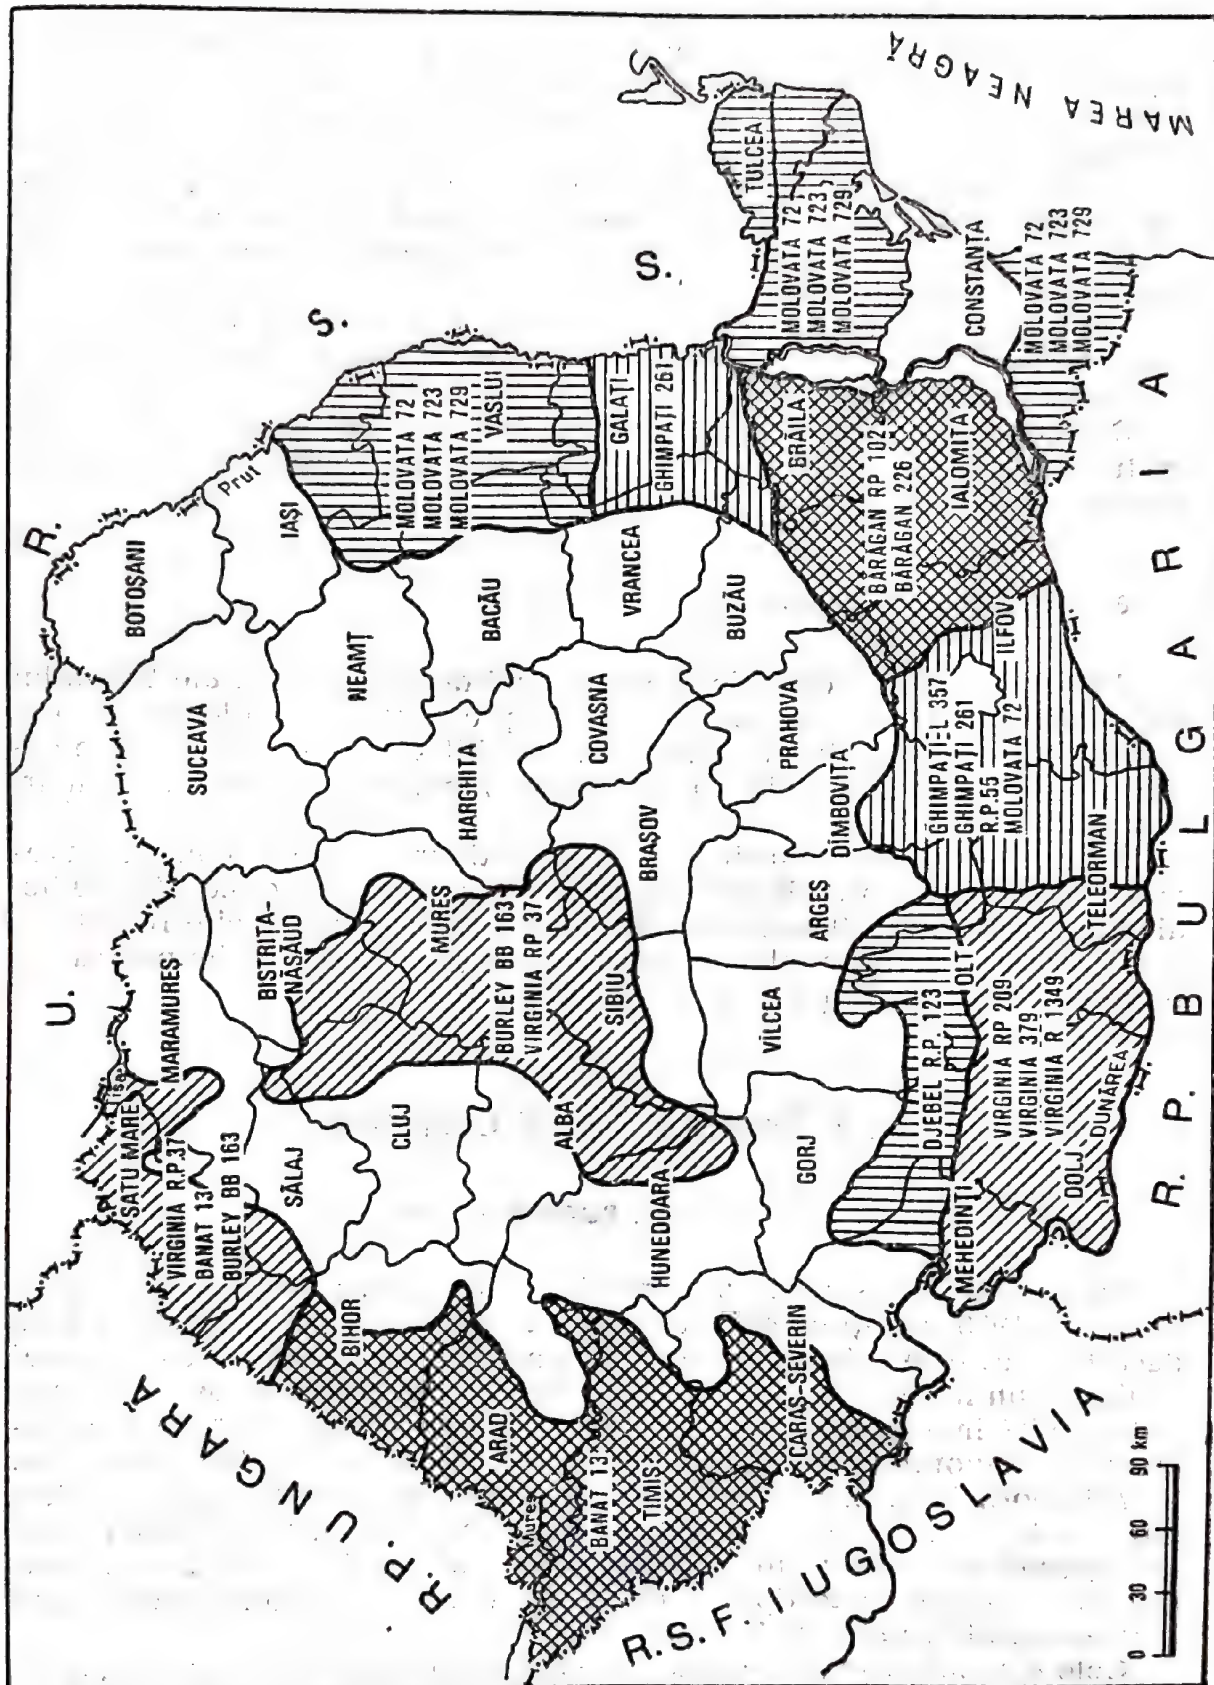 U.
R.
S.
S.
R.P. UNGARĂ
R.S.F. IUGOSLAVIA
R. P. BULGARIA
MAREA NEAGRĂ
SATU MARE
VIRGINIA R.P.37
BANAT 13
BURLEY BB 163
Tisa
MARAMUREȘ
SUCEAVA
BOTOȘANI
Prut
IAȘI
BISTRIȚA-
NĂSĂUD
SĂLAJ
CLUJ
BIHOR
NEAMȚ
MOLOVATA 72
MOLOVATA 723
MOLOVATA 729
VASLUI
MUREȘ
BURLEY BB 163
VIRGINIA RP 37
HARGHITA
BACĂU
ARAD
Mureș
ALBA
SIBIU
BANAT 13
TIMIȘ
HUNEDOARA
BRAȘOV
COVASNA
VRANCEA
GALAȚI
GHIMPAȚI 261
CARAȘ-SEVERIN
GORJ
VÎLCEA
ARGEȘ
DÎMBOVIȚA
PRAHOVA
BUZĂU
BRĂILA
BĂRĂGAN RP 102
BĂRĂGAN 226
IALOMIȚA
TULCEA
MOLOVATA 72
MOLOVATA 723
MOLOVATA 729
CONSTANȚA
MOLOVATA 72
MOLOVATA 723
MOLOVATA 729
DJEBEL R.P. 123
MEHEDINȚI
OLT
VIRGINIA RP 209
VIRGINIA 379
VIRGINIA R 1349
DOLJ
DUNĂREA
TELEORMAN
GHIMPAȚI EL 357
GHIMPAȚI 261
R.P.55
MOLOVATA 72
ILFOV
0 30 60 90 km